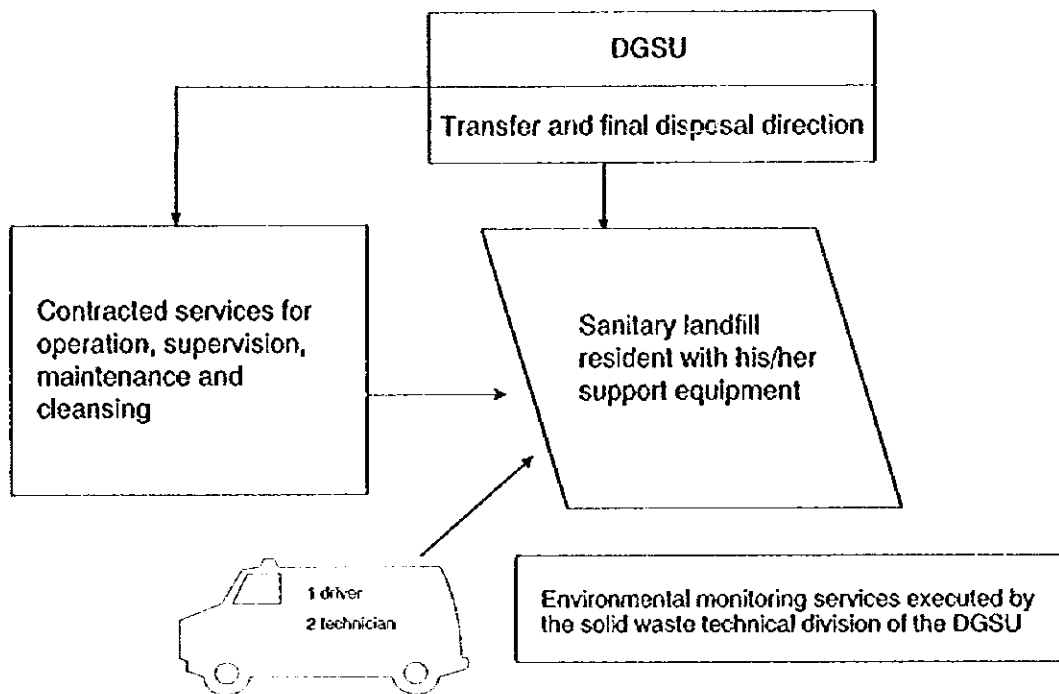 DGSU
Transfer and final disposal direction
Contracted services for
operation, supervision,
maintenance and
cleansing
Sanitary landfill
resident with his/her
support equipment
1 driver
2 technician
Environmental monitoring services executed by
the solid waste technical division of the DGSU